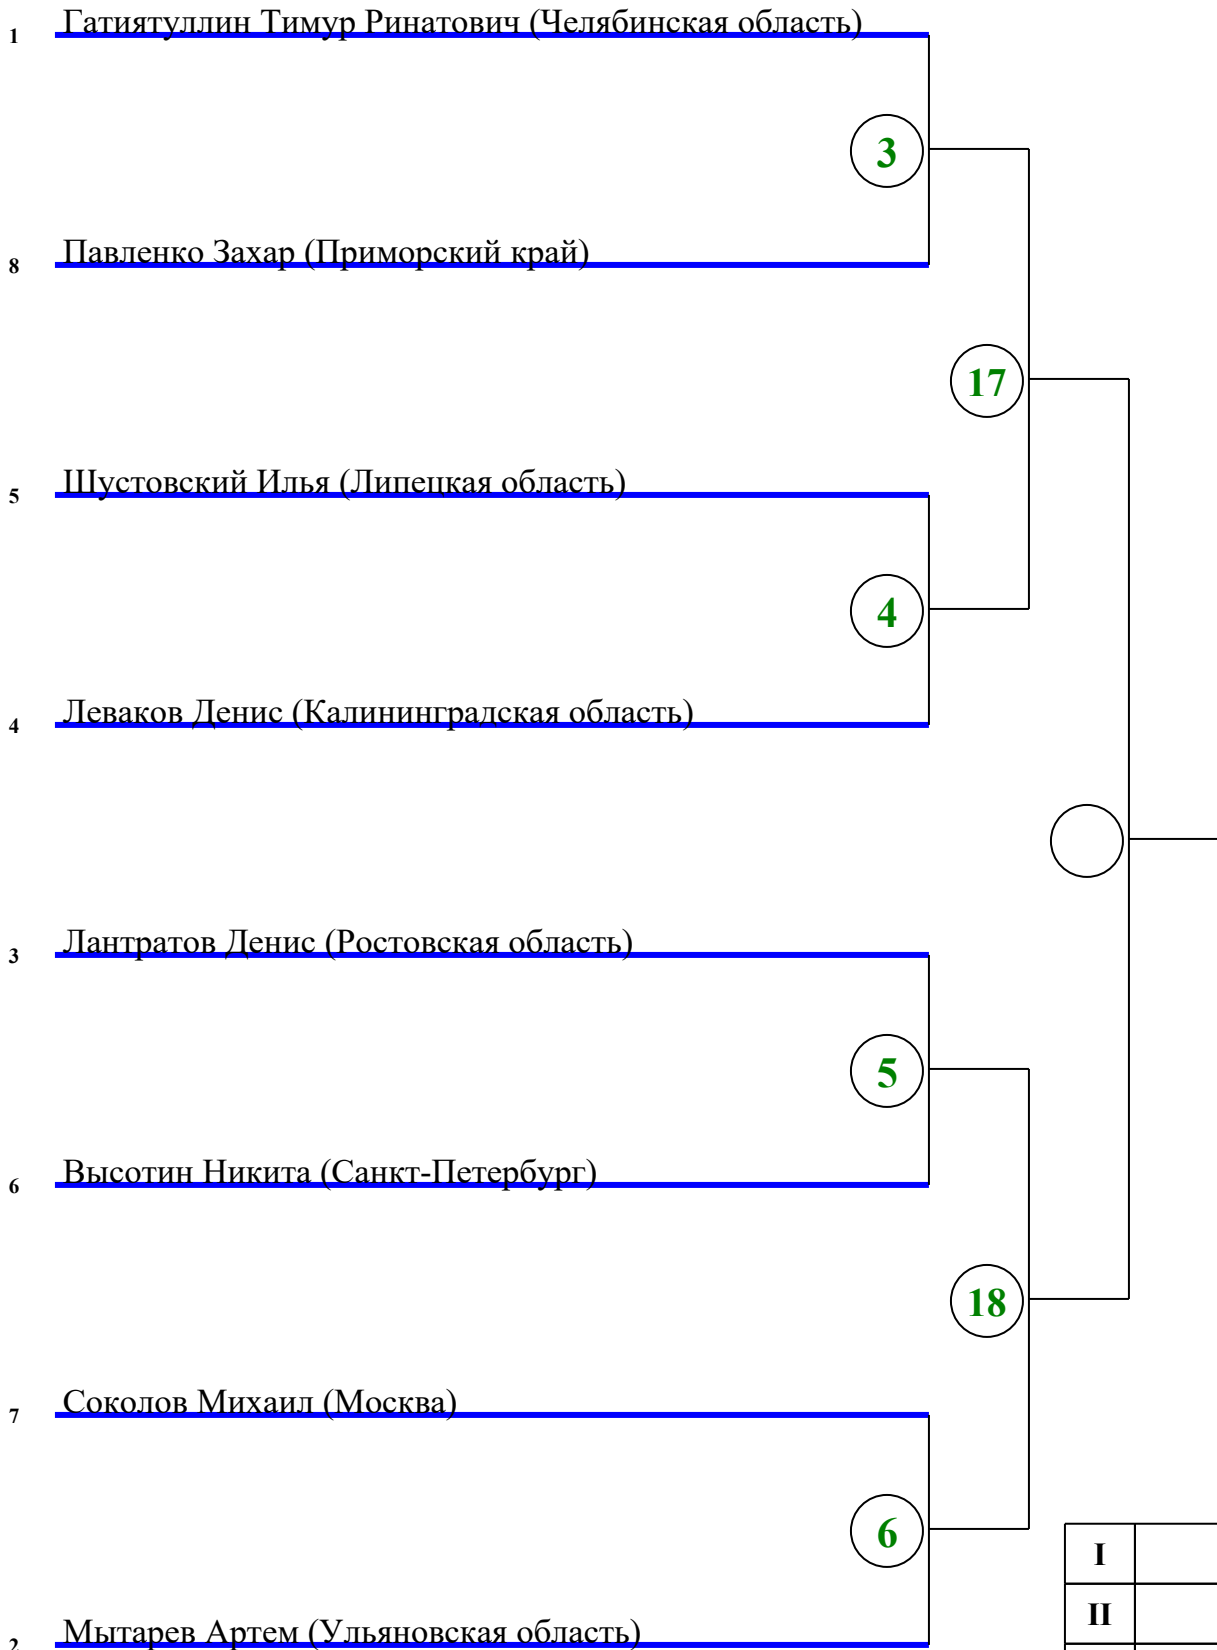 1 Гатиятуллин Тимур Ринатович (Челябинская область)
3
8 Павленко Захар (Приморский край)
17
5 Шустовский Илья (Липецкая область)
4
4 Леваков Денис (Калининградская область)
3 Лантратов Денис (Ростовская область)
5
6 Высотин Никита (Санкт-Петербург)
18
7 Соколов Михаил (Москва)
6
I
II
2 Мытарев Артем (Ульяновская область)